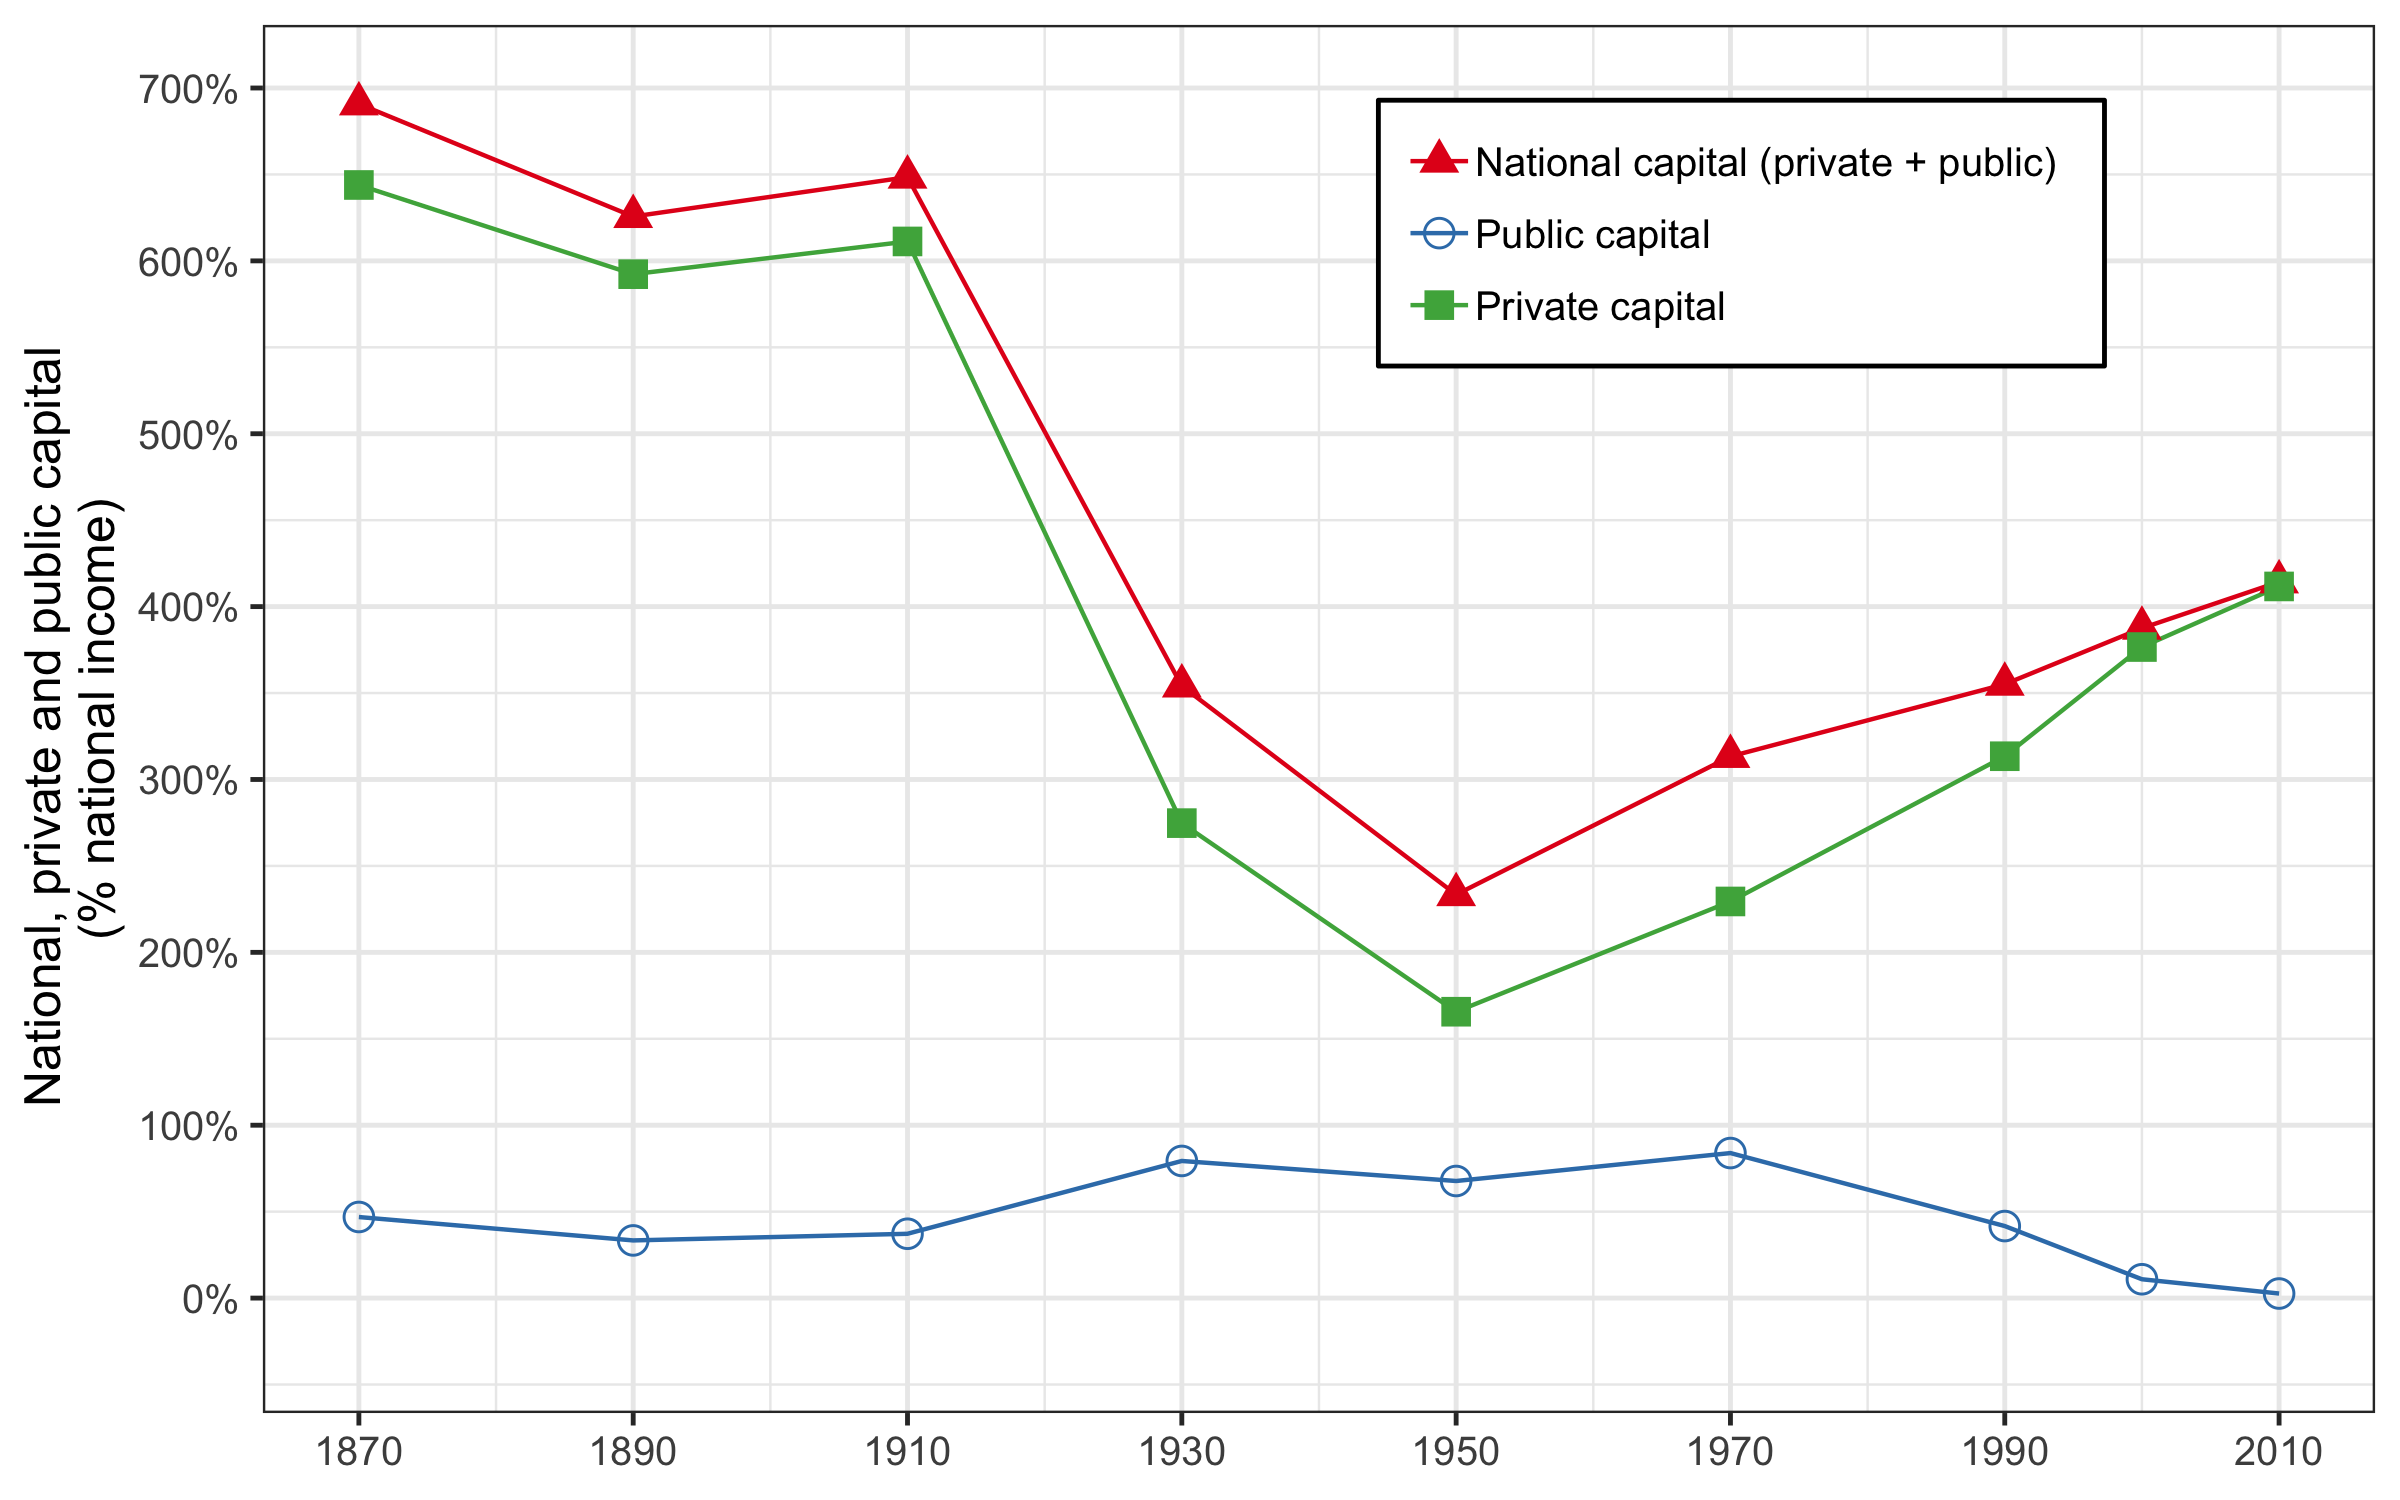 National, private and public capital
(% national income)
700%
600%
500%
400%
300%
200%
100%
0%
National capital (private + public)
Public capital
Private capital
1870 1890 1910 1930 1950 1970 1990 2010